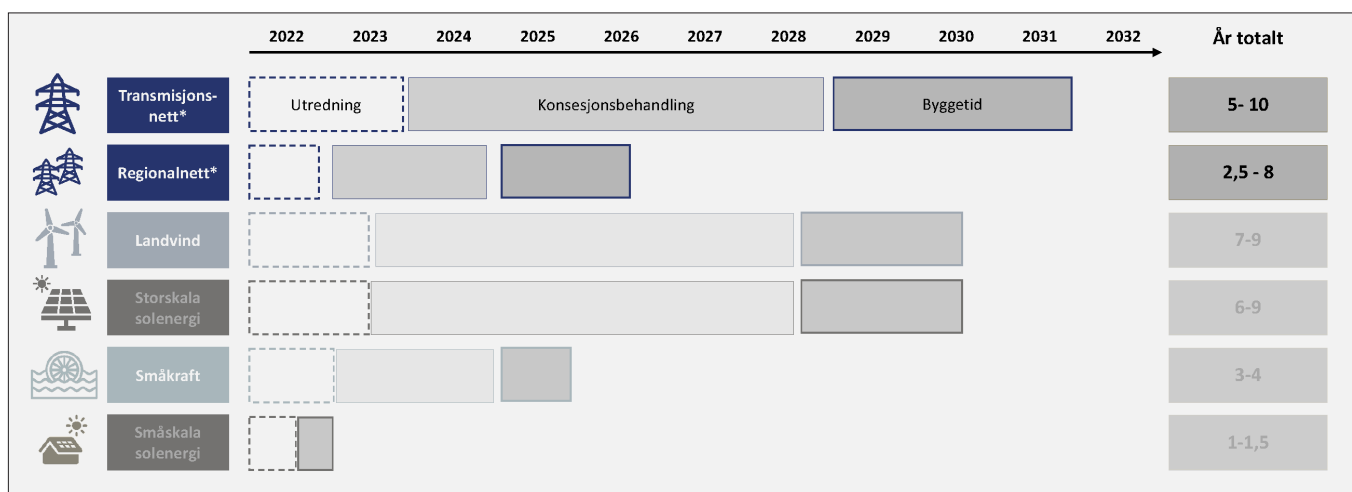 2022 2023 2024 2025 2026 2027 2028 2029 2030 2031 2032 År totalt
Transmisjons-
nett*
Utredning Konsesjonsbehandling Byggetid 5- 10
Regionalnett* 2,5 - 8
Landvind 7-9
Storskala
solenergi
6-9
Småkraft 3-4
Småskala
solenergi
1-1,5